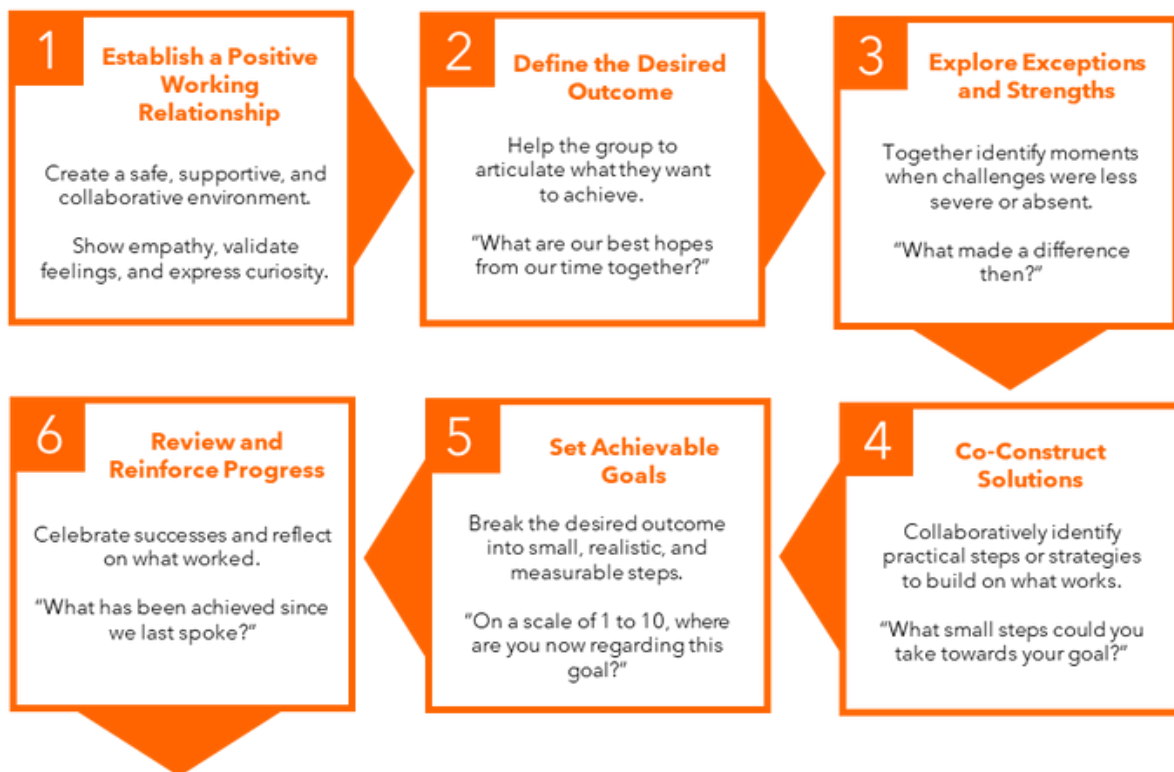 1
Establish a Positive
Working
Relationship
Create a safe, supportive, and
collaborative environment.
Show empathy, validate
feelings, and express curiosity.
2
Define the Desired
Outcome
Help the group to
articulate what they want
to achieve.
“What are our best hopes
from our time together?”
3
Explore Exceptions
and Strengths
Together identify moments
when challenges were less
severe or absent.
“What made a difference
then?”
4
Co-Construct
Solutions
Collaboratively identify
practical steps or strategies
to build on what works.
“What small steps could you
take towards your goal?”
5
Set Achievable
Goals
Break the desired outcome
into small, realistic, and
measurable steps.
“On a scale of 1 to 10, where
are you now regarding this
goal?”
6
Review and
Reinforce Progress
Celebrate successes and reflect
on what worked.
“What has been achieved since
we last spoke?”